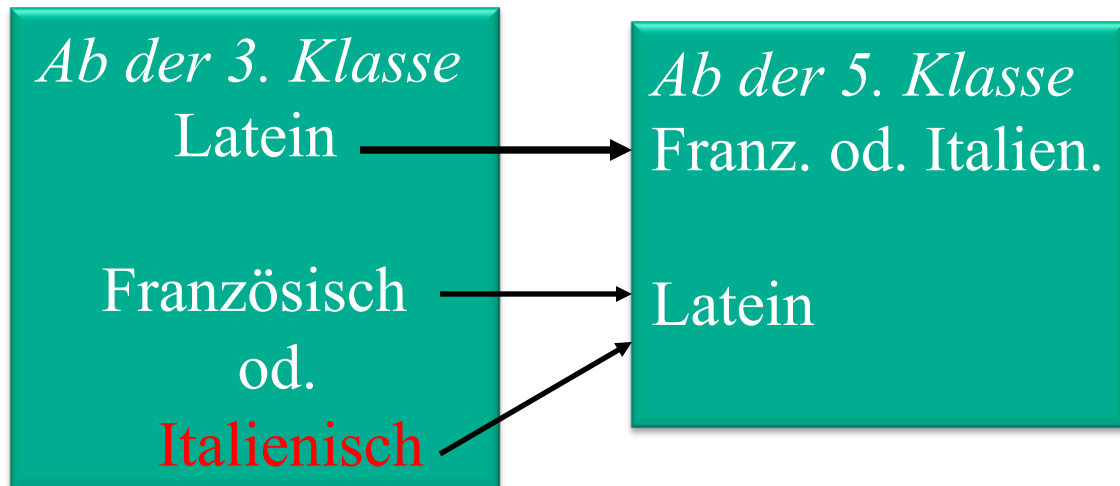 Ab der 3. Klasse
Latein
Französisch
od.
Italienisch
Ab der 5. Klasse
Franz. od. Italien.
Latein